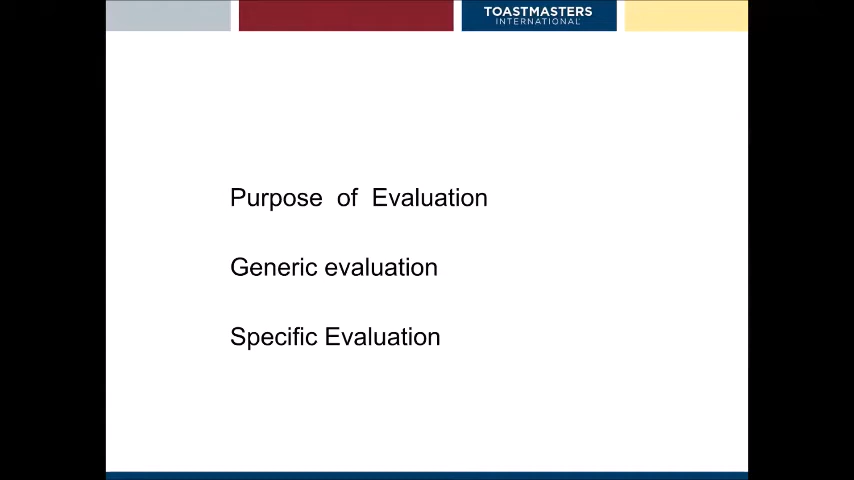 TOASTMASTERS
INTERNATIONAL
Purpose of Evaluation
Generic evaluation
Specific Evaluation